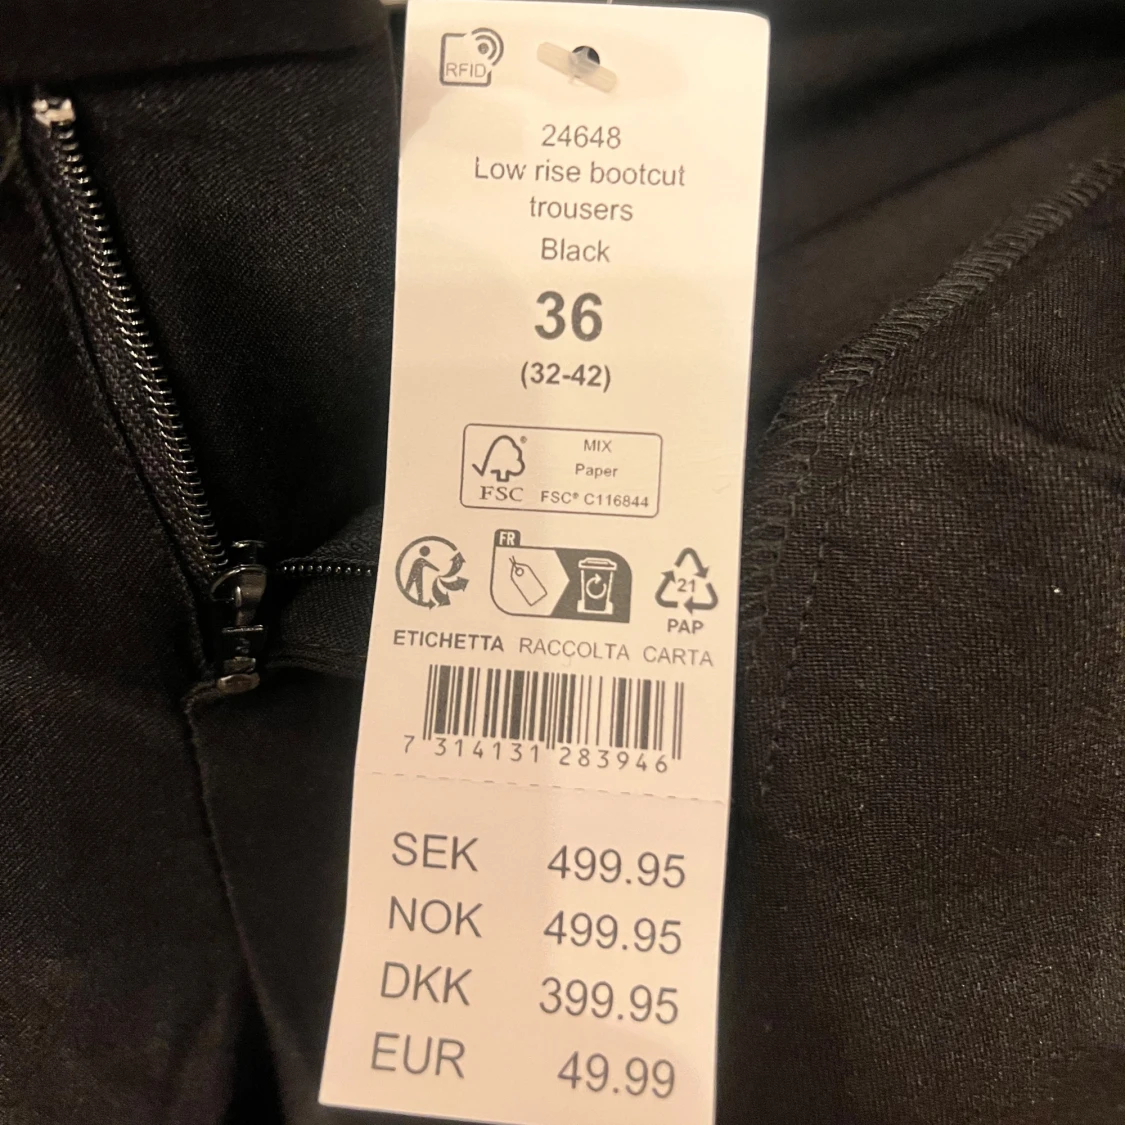 RFID
24648
Low rise bootcut
trousers
Black
36
(32-42)
MIX
Paper
FSC® C116844
FSC
FR
21
PAP
ETICHETTA RACCOLTA CARTA
7 314131 283946
SEK 499.95
NOK 499.95
DKK 399.95
EUR 49.99